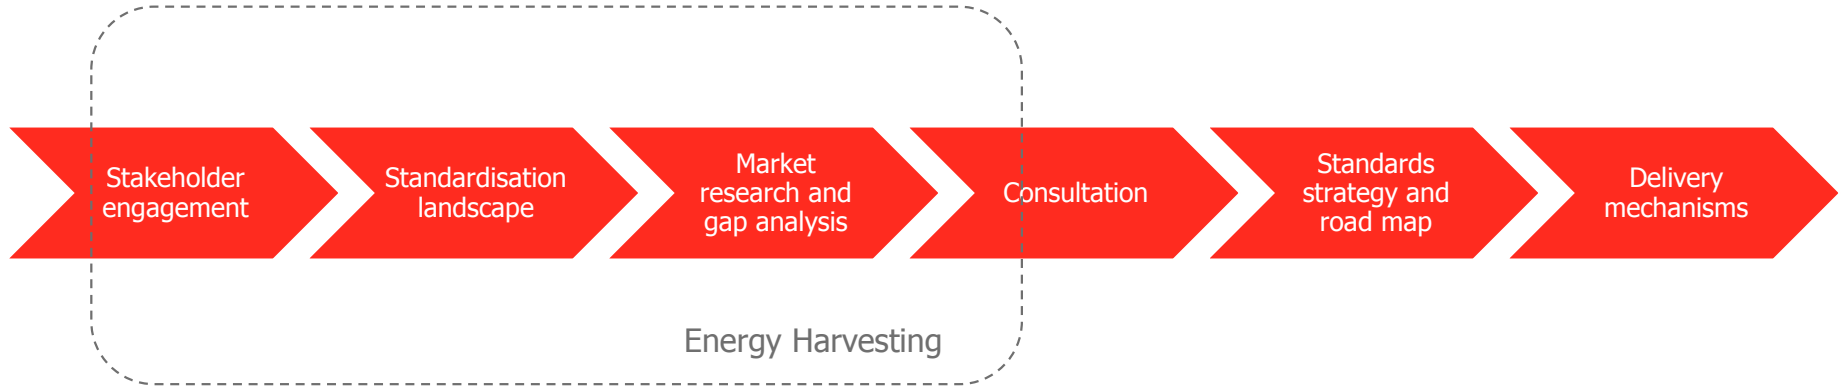 Stakeholder
engagement
Standardisation
landscape
Market
research and
gap analysis
Consultation
Standards
strategy and
road map
Delivery
mechanisms
Energy Harvesting